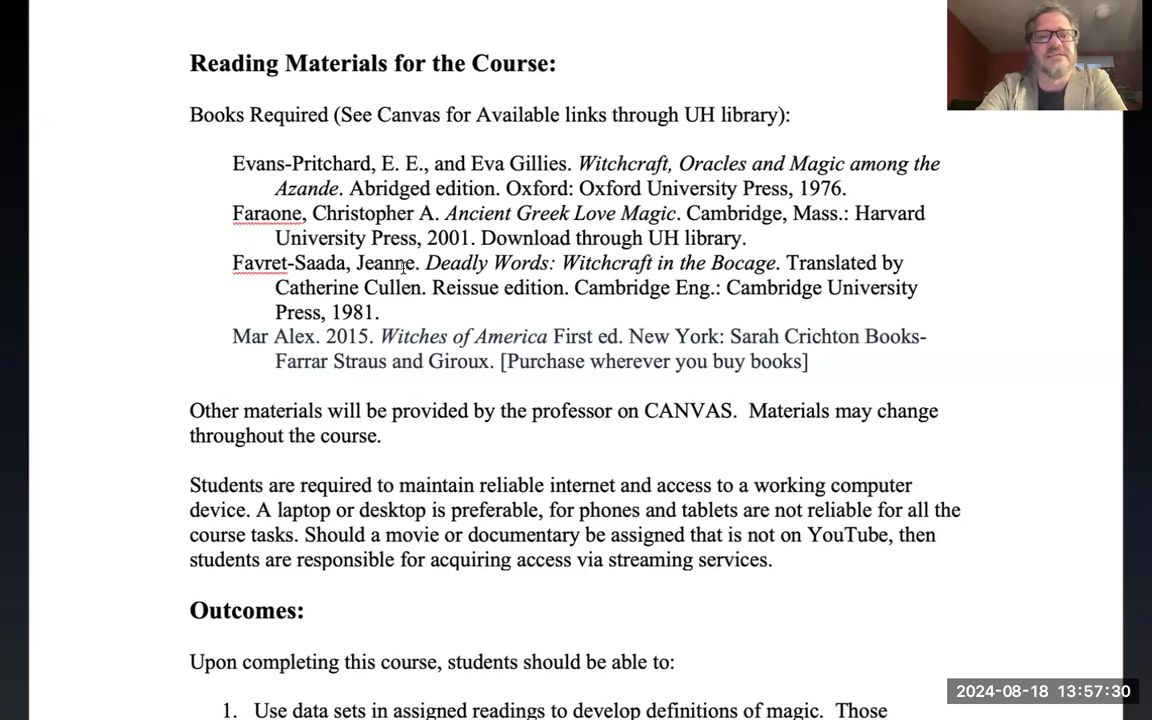 Reading Materials for the Course:
Books Required (See Canvas for Available links through UH library):
Evans-Pritchard, E. E., and Eva Gillies. Witchcraft, Oracles and Magic among the
Azande. Abridged edition. Oxford: Oxford University Press, 1976.
Faraone, Christopher A. Ancient Greek Love Magic. Cambridge, Mass.: Harvard
University Press, 2001. Download through UH library.
Favret-Saada, Jeanne. Deadly Words: Witchcraft in the Bocage. Translated by
Catherine Cullen. Reissue edition. Cambridge Eng.: Cambridge University
Press, 1981.
Mar Alex. 2015. Witches of America First ed. New York: Sarah Crichton Books-
Farrar Straus and Giroux. [Purchase wherever you buy books]
Other materials will be provided by the professor on CANVAS. Materials may change
throughout the course.
Students are required to maintain reliable internet and access to a working computer
device. A laptop or desktop is preferable, for phones and tablets are not reliable for all the
course tasks. Should a movie or documentary be assigned that is not on YouTube, then
students are responsible for acquiring access via streaming services.
Outcomes:
Upon completing this course, students should be able to:
1. Use data sets in assigned readings to develop definitions of magic. Those
2024-08-18 13:57:30